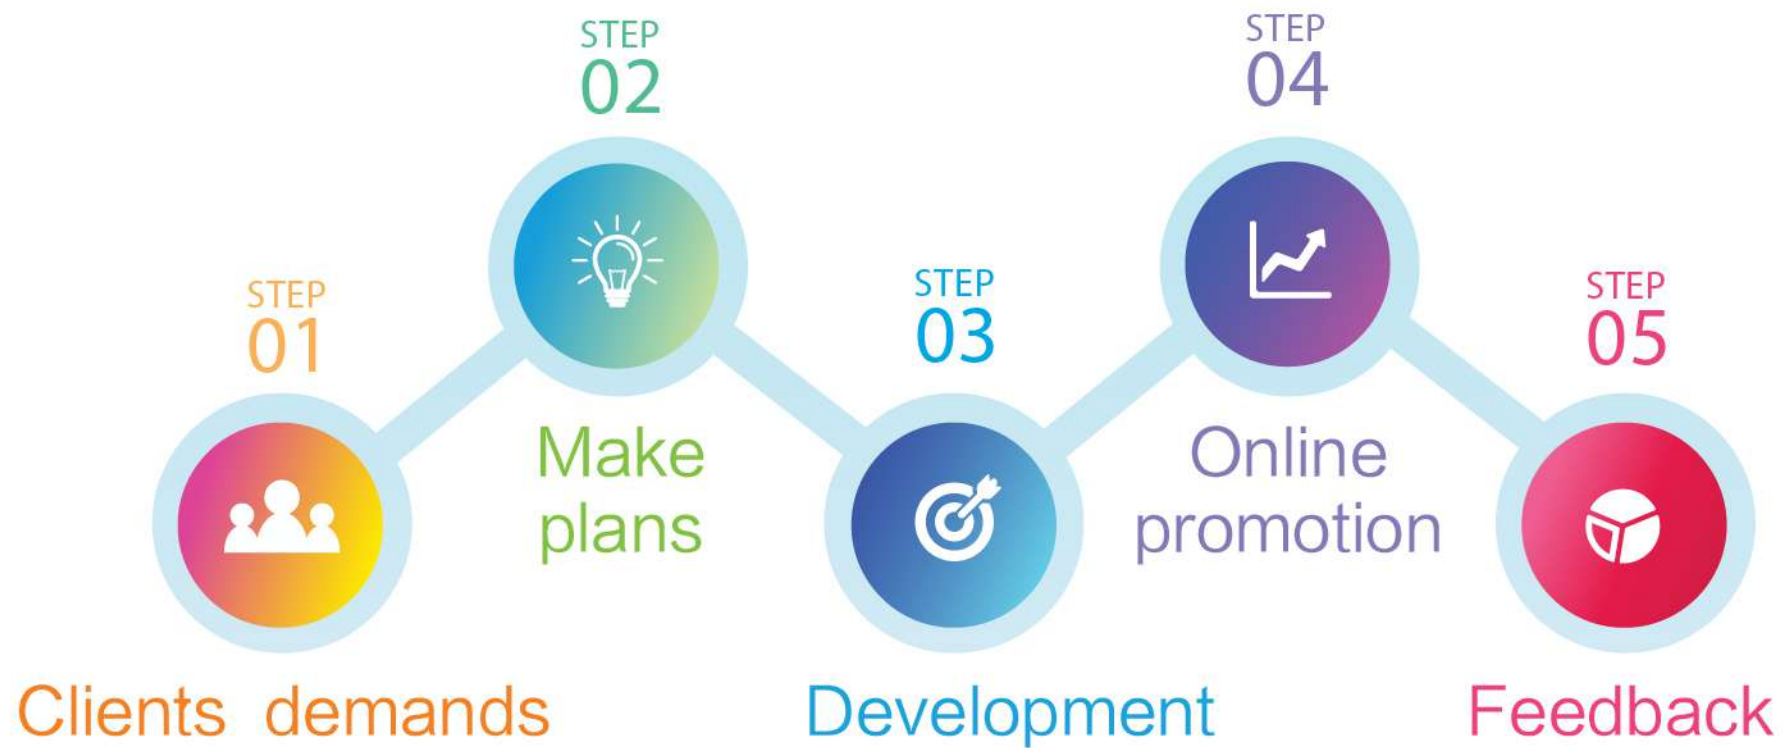 STEP
01
Clients demands
STEP
02
Make
plans
STEP
03
Development
STEP
04
Online
promotion
STEP
05
Feedback